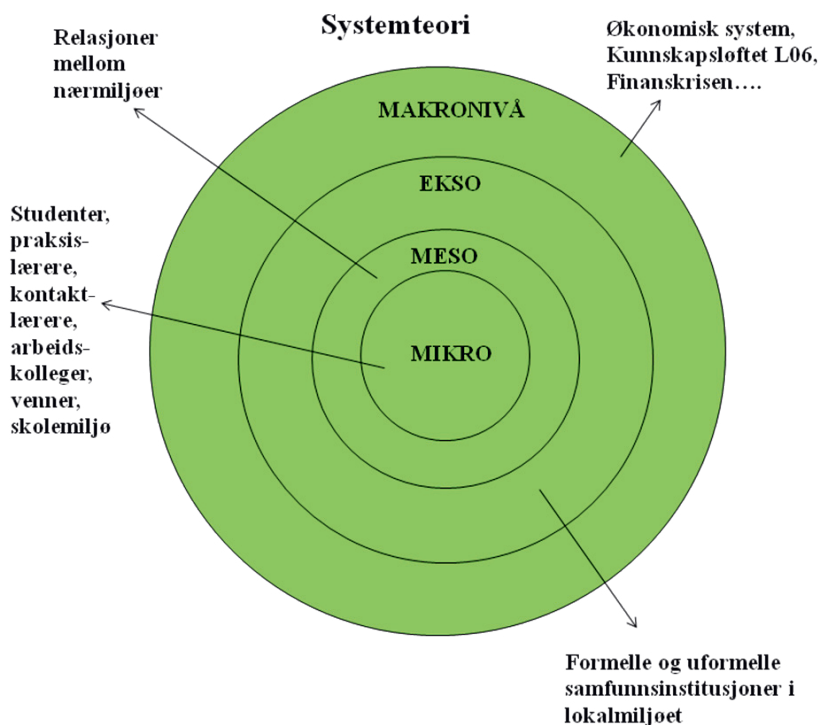 Systemteori
Relasjoner
mellom
nærmiljøer
Økonomisk system,
Kunnskapsløftet L06,
Finanskrisen….
MAKRONIVÅ
EKSO
MESO
MIKRO
Studenter,
praksis-
lærere,
kontakt-
lærere,
arbeids-
kolleger,
venner,
skolemiljø
Formelle og uformelle
samfunnsinstitusjoner i
lokalmiljøet